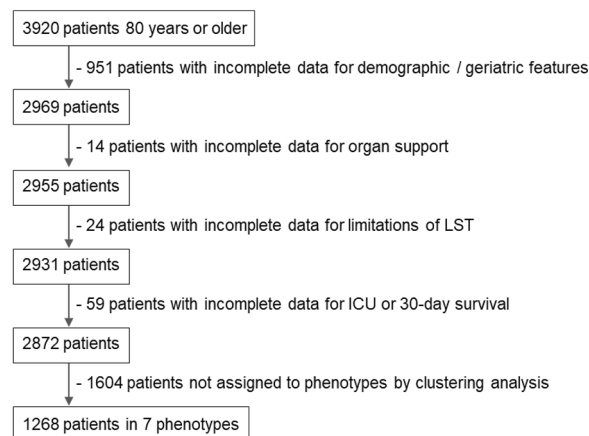 3920 patients 80 years or older
- 951 patients with incomplete data for demographic / geriatric features
2969 patients
- 14 patients with incomplete data for organ support
2955 patients
- 24 patients with incomplete data for limitations of LST
2931 patients
- 59 patients with incomplete data for ICU or 30-day survival
2872 patients
- 1604 patients not assigned to phenotypes by clustering analysis
1268 patients in 7 phenotypes